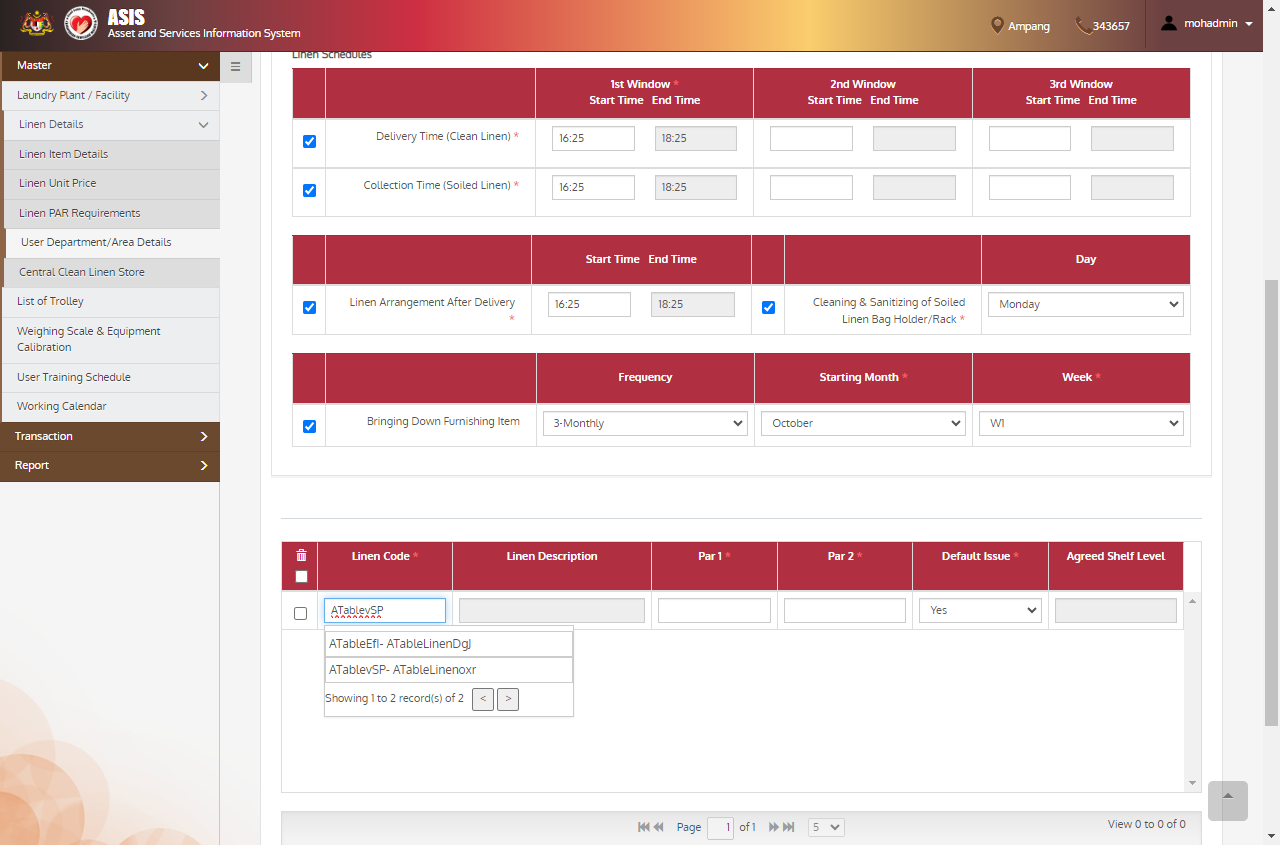 ASIS
Asset and Services Information System
Ampang
343657
mohadmin
Master
Laundry Plant / Facility
Linen Details
Linen Item Details
Linen Unit Price
Linen PAR Requirements
User Department/Area Details
Central Clean Linen Store
List of Trolley
Weighing Scale & Equipment
Calibration
User Training Schedule
Working Calendar
Transaction
Report
Linen Schedules
1st Window * 2nd Window 3rd Window
Start Time End Time Start Time End Time Start Time End Time
Delivery Time (Clean Linen) * 16:25 18:25
Collection Time (Soiled Linen) * 16:25 18:25
Start Time End Time Day
Linen Arrangement After Delivery
*
16:25 18:25
Cleaning & Sanitizing of Soiled
Linen Bag Holder/Rack *
Monday
Frequency Starting Month * Week *
Bringing Down Furnishing Item 3-Monthly October W1
Linen Code * Linen Description Par 1 * Par 2 * Default Issue * Agreed Shelf Level
ATablevSP Yes
ATableEfI- ATableLinenDgJ
ATablevSP- ATableLinenoxr
Showing 1 to 2 record(s) of 2 < >
Page 1 of 1 5 View 0 to 0 of 0